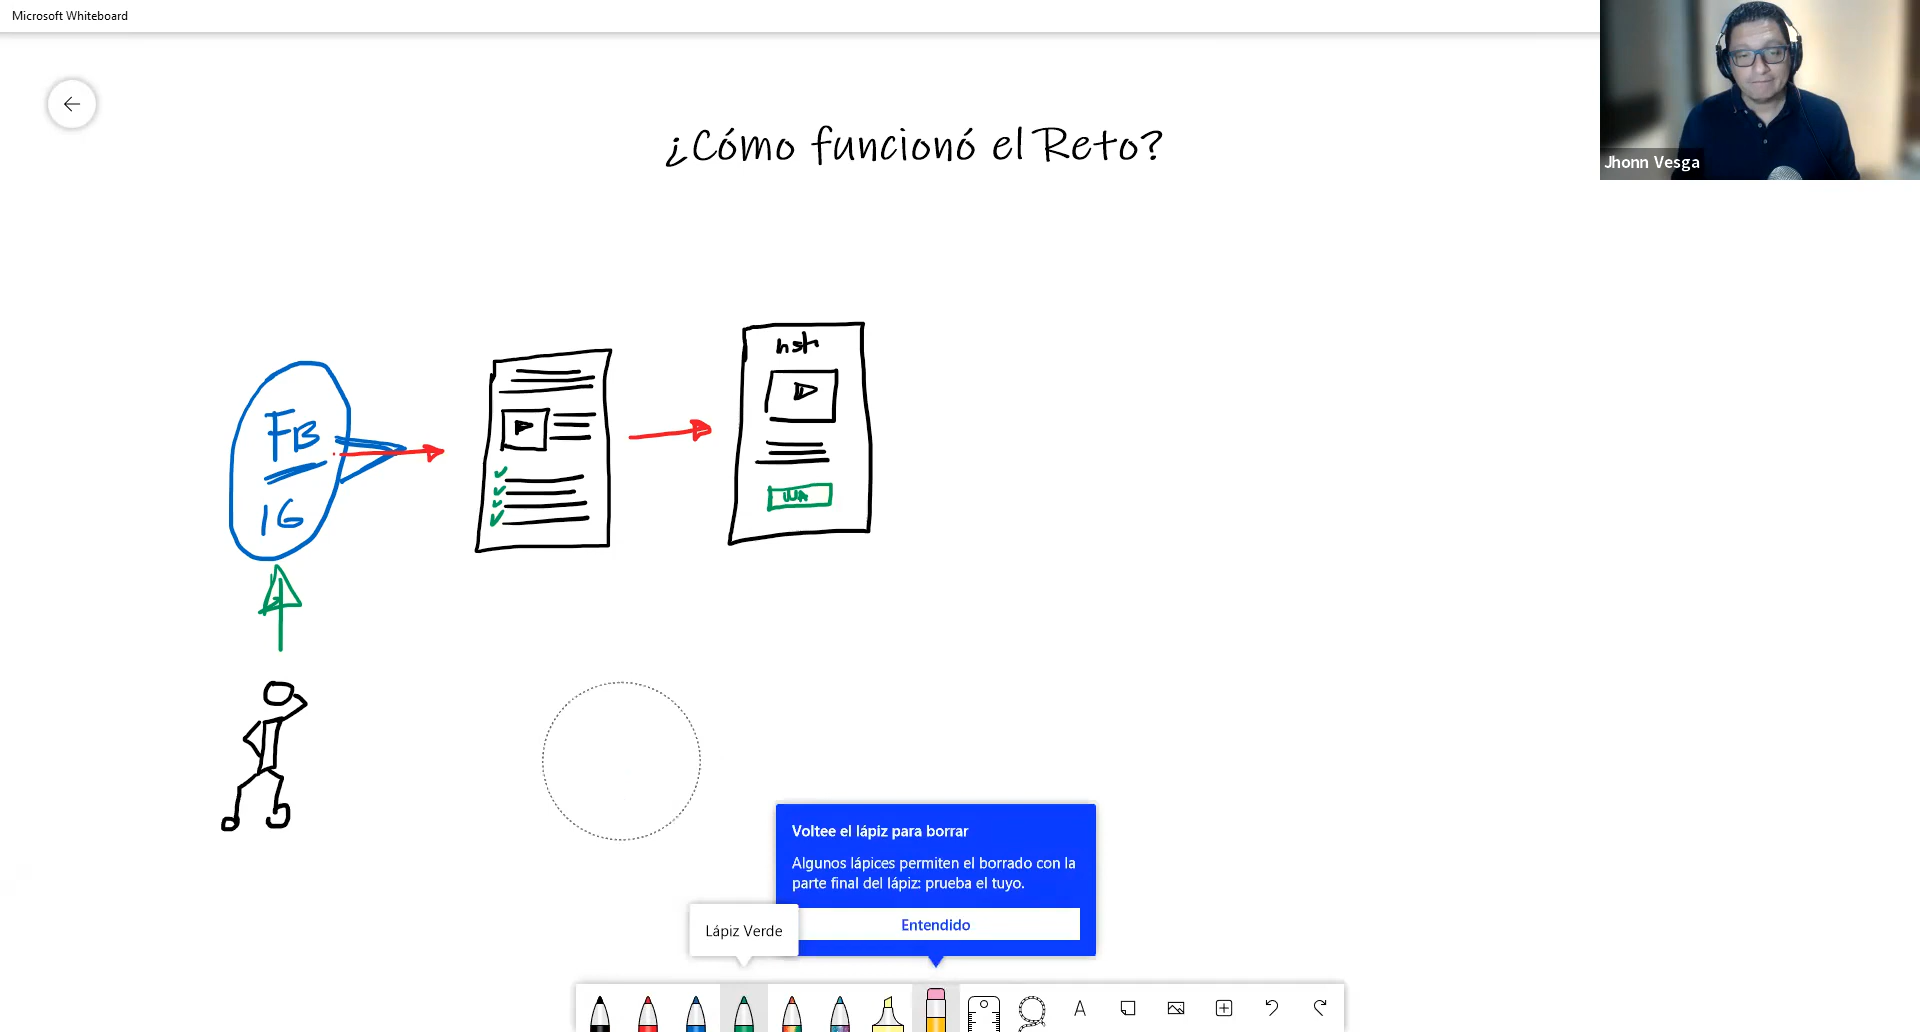 Microsoft Whiteboard
Jhonn Vesga
¿Cómo funcionó el Reto?
FB
IG
WA
Voltee el lápiz para borrar
Algunos lápices permiten el borrado con la
parte final del lápiz: prueba el tuyo.
Entendido
Lápiz Verde
A